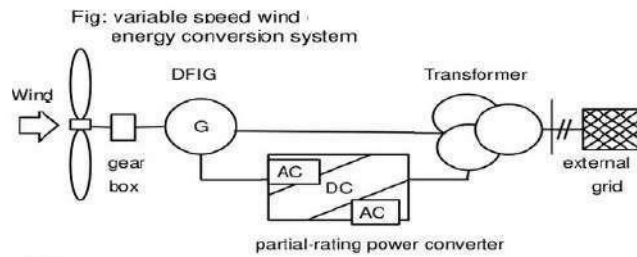 Fig: variable speed wind
energy conversion system
DFIG
Transformer
Wind
G
gear
box
AC
DC
AC
external
grid
partial-rating power converter